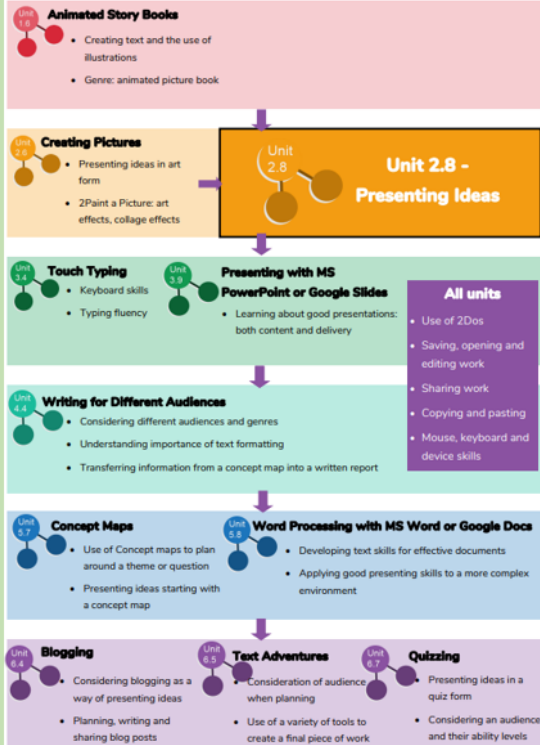 Unit
1.6
Animated Story Books
• Creating text and the use of
illustrations
• Genre: animated picture book
Unit
2.6
Creating Pictures
• Presenting ideas in art
form
• 2Paint a Picture: art
effects, collage effects
Unit
2.8
Unit 2.8 -
Presenting Ideas
Unit
3.4
Touch Typing
• Keyboard skills
• Typing fluency
Unit
3.9
Presenting with MS
PowerPoint or Google Slides
• Learning about good presentations:
both content and delivery
All units
• Use of 2Dos
• Saving, opening and
editing work
• Sharing work
• Copying and pasting
• Mouse, keyboard and
device skills
Unit
4.4
Writing for Different Audiences
• Considering different audiences and genres
• Understanding importance of text formatting
• Transferring information from a concept map into a written report
Unit
5.7
Concept Maps
• Use of Concept maps to plan
around a theme or question
• Presenting ideas starting with
a concept map
Unit
5.8
Word Processing with MS Word or Google Docs
• Developing text skills for effective documents
• Applying good presenting skills to a more complex
environment
Unit
6.4
Blogging
• Considering blogging as a
way of presenting ideas
• Planning, writing and
sharing blog posts
Unit
6.5
Text Adventures
• Consideration of audience
when planning
• Use of a variety of tools to
create a final piece of work
Unit
6.7
Quizzing
• Presenting ideas in a
quiz form
• Considering an audience
and their ability levels